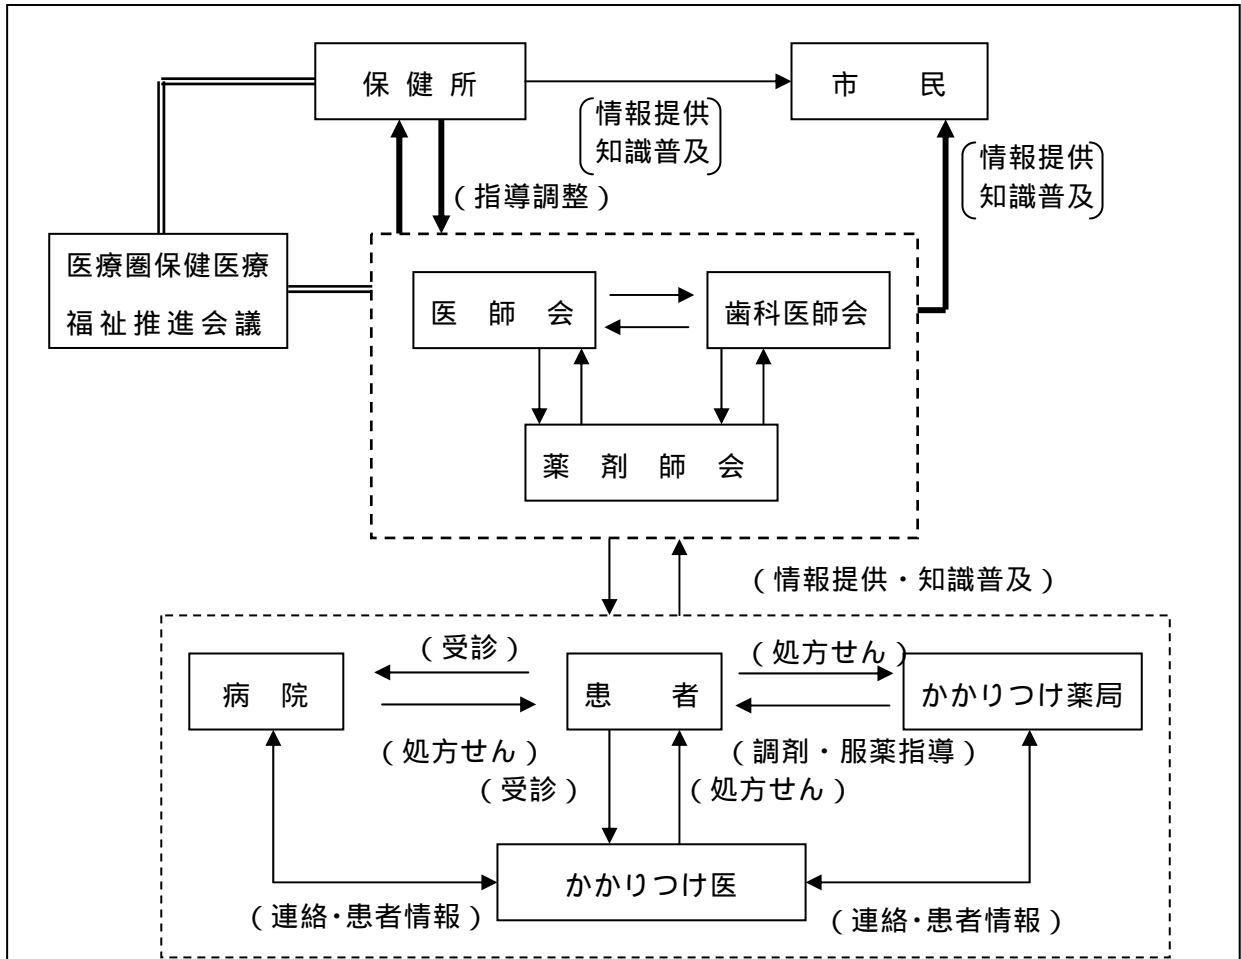 保健所
市民
情報提供
知識普及
情報提供
知識普及
(指導調整)
医療圏保健医療
福祉推進会議
医師会
歯科医師会
薬剤師会
(情報提供・知識普及)
(受診)
(処方せん)
病院
患者
かかりつけ薬局
(処方せん)
(調剤・服薬指導)
(受診)
(処方せん)
かかりつけ医
(連絡・患者情報)
(連絡・患者情報)